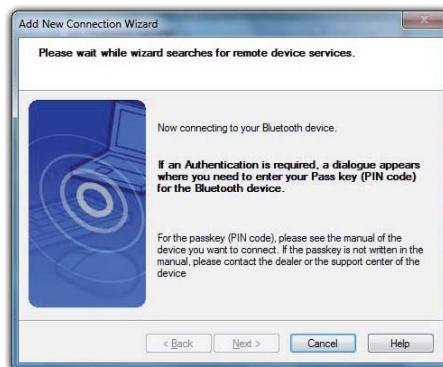 Add New Connection Wizard
Please wait while wizard searches for remote device services.
Now connecting to your Bluetooth device.
If an Authentication is required, a dialogue appears
where you need to enter your Pass key (PIN code)
for the Bluetooth device.
For the passkey (PIN code), please see the manual of the
device you want to connect. If the passkey is not written in the
manual, please contact the dealer or the support center of the
device
< Back
Next >
Cancel
Help